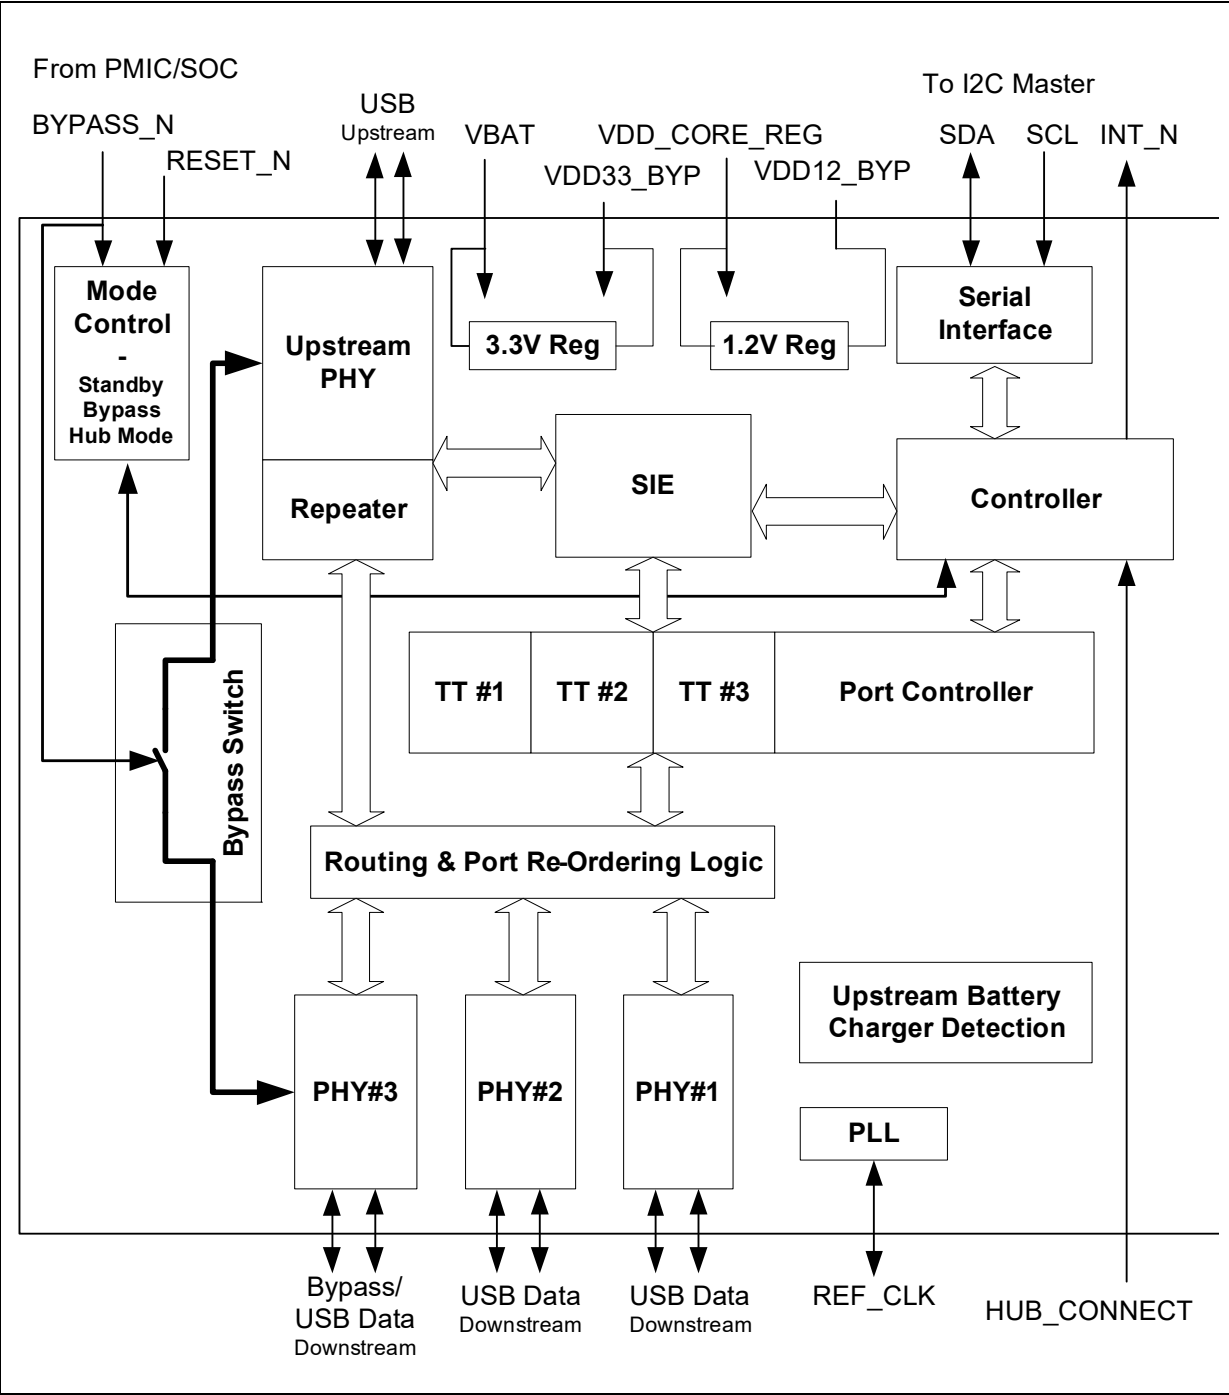 From PMIC/SOC
BYPASS_N
RESET_N
USB
Upstream
VBAT
VDD33_BYP
VDD_CORE_REG
VDD12_BYP
To I2C Master
SDA
SCL
INT_N
Mode
Control
-
Standby
Bypass
Hub Mode
Upstream
PHY
Repeater
3.3V Reg
1.2V Reg
Serial
Interface
SIE
Controller
TT #1
TT #2
TT #3
Port Controller
Bypass Switch
Routing & Port Re-Ordering Logic
PHY#3
PHY#2
PHY#1
Upstream Battery
Charger Detection
PLL
Bypass/
USB Data
Downstream
USB Data
Downstream
USB Data
Downstream
REF_CLK
HUB_CONNECT